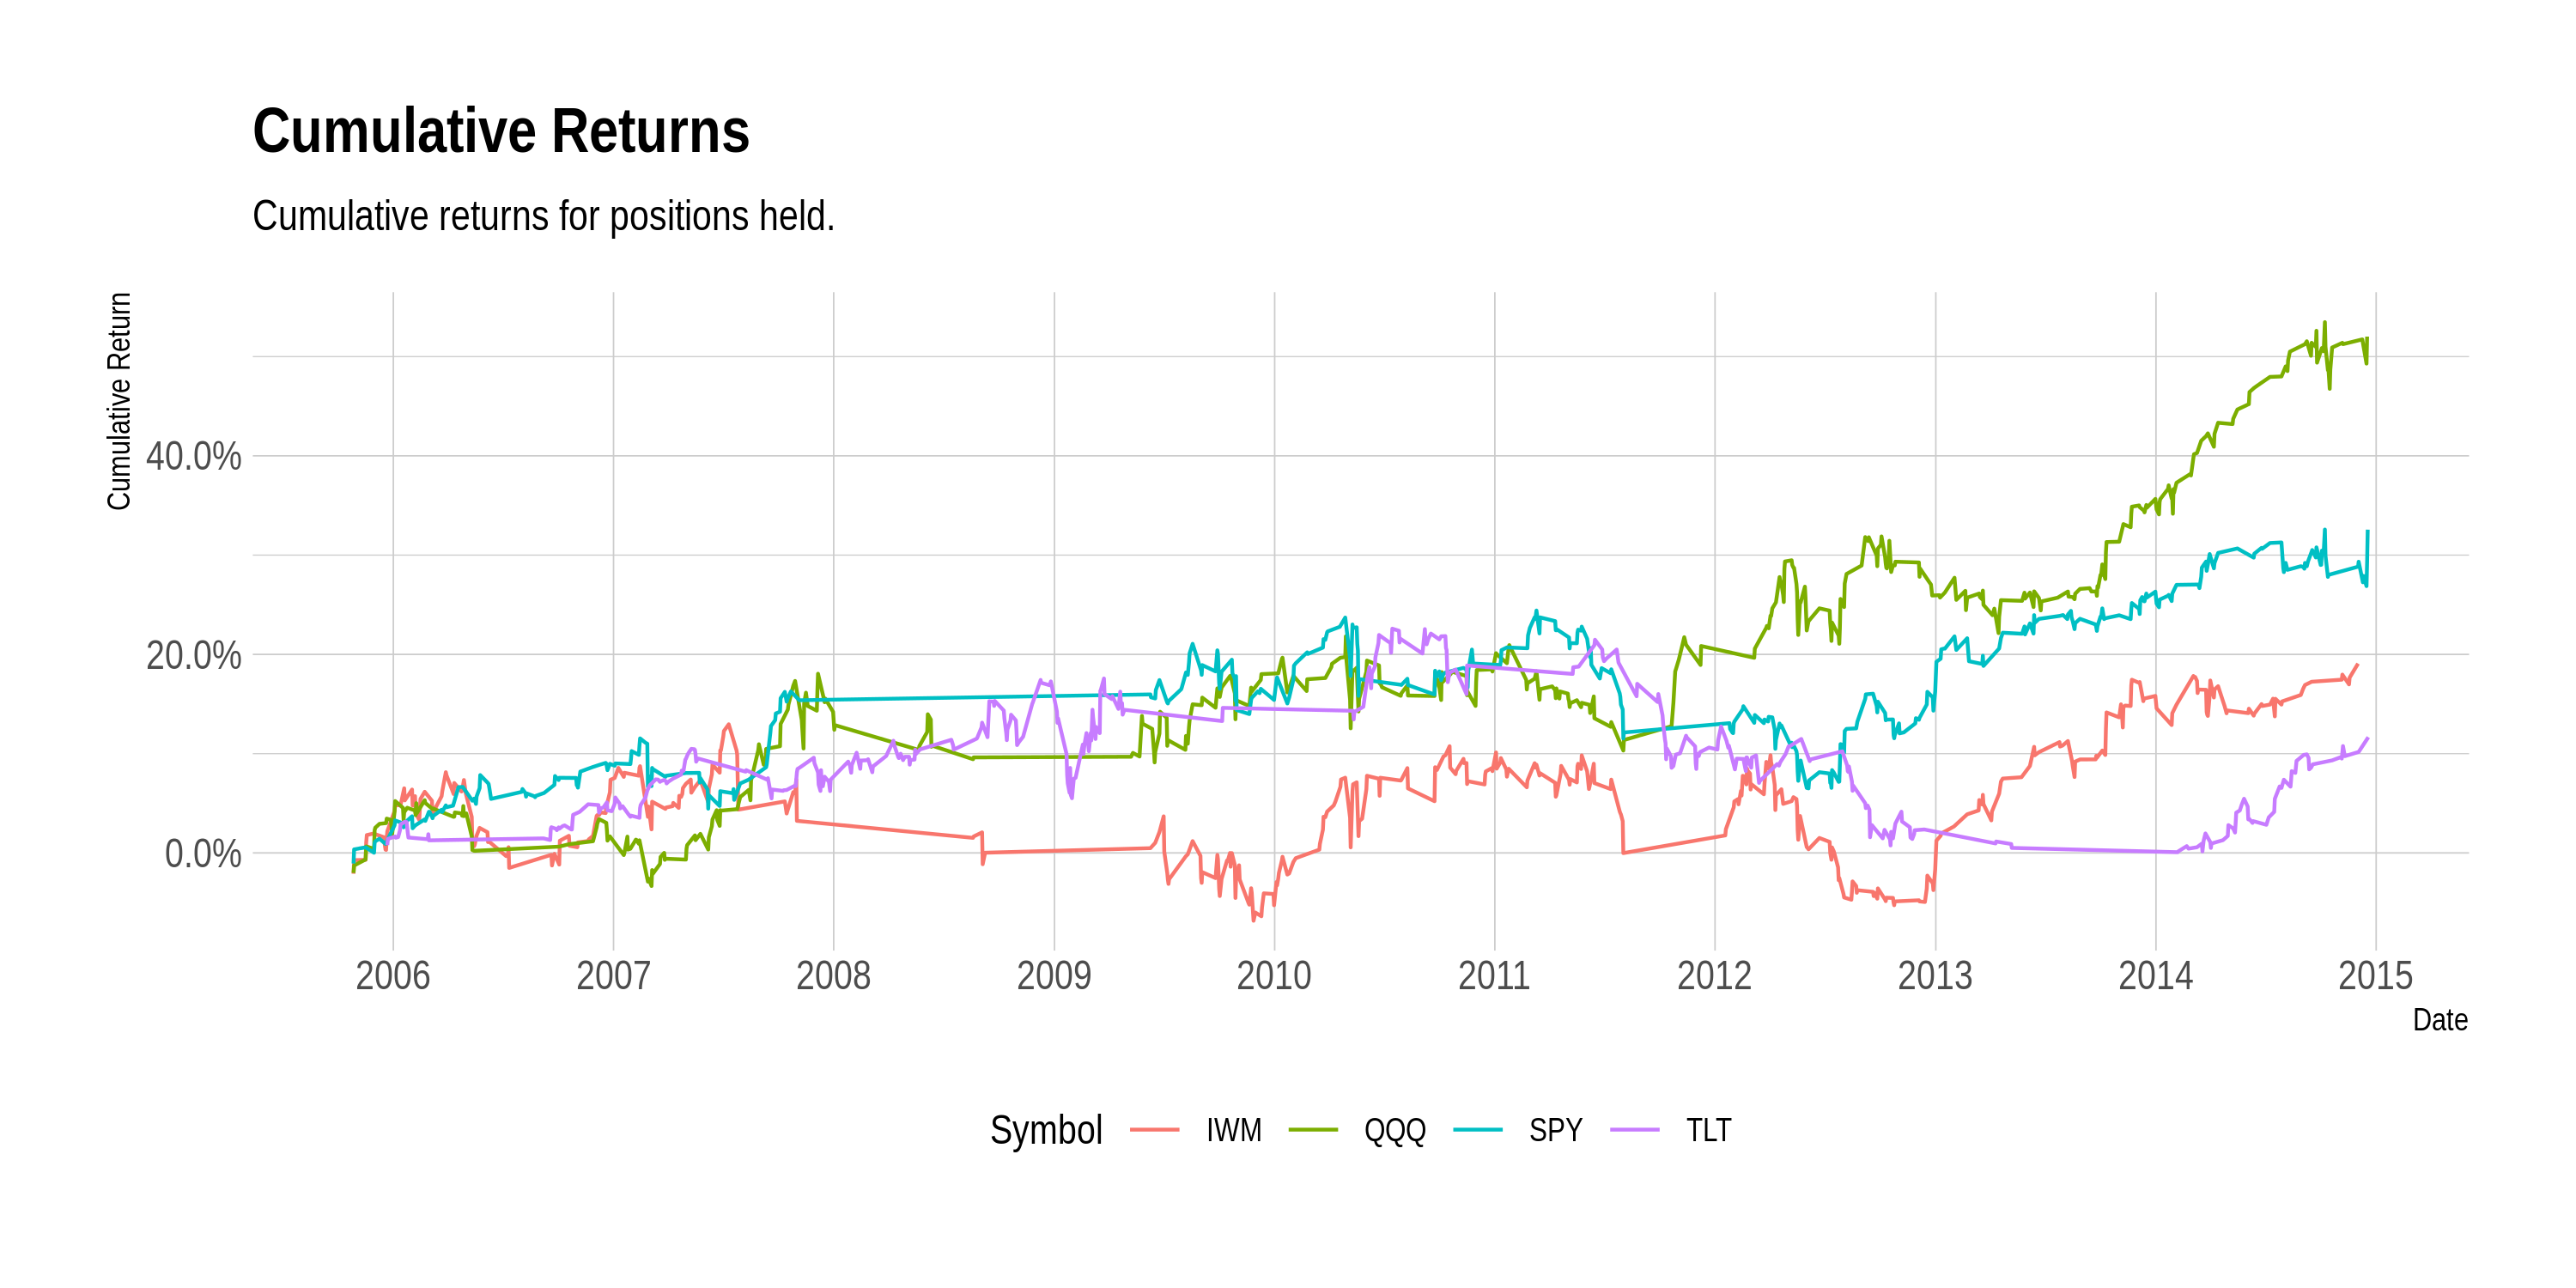 Cumulative Returns
Cumulative returns for positions held.
Cumulative Return
40.0%
20.0%
0.0%
2006 2007 2008 2009 2010 2011 2012 2013 2014 2015
Date
Symbol IWM QQQ SPY TLT